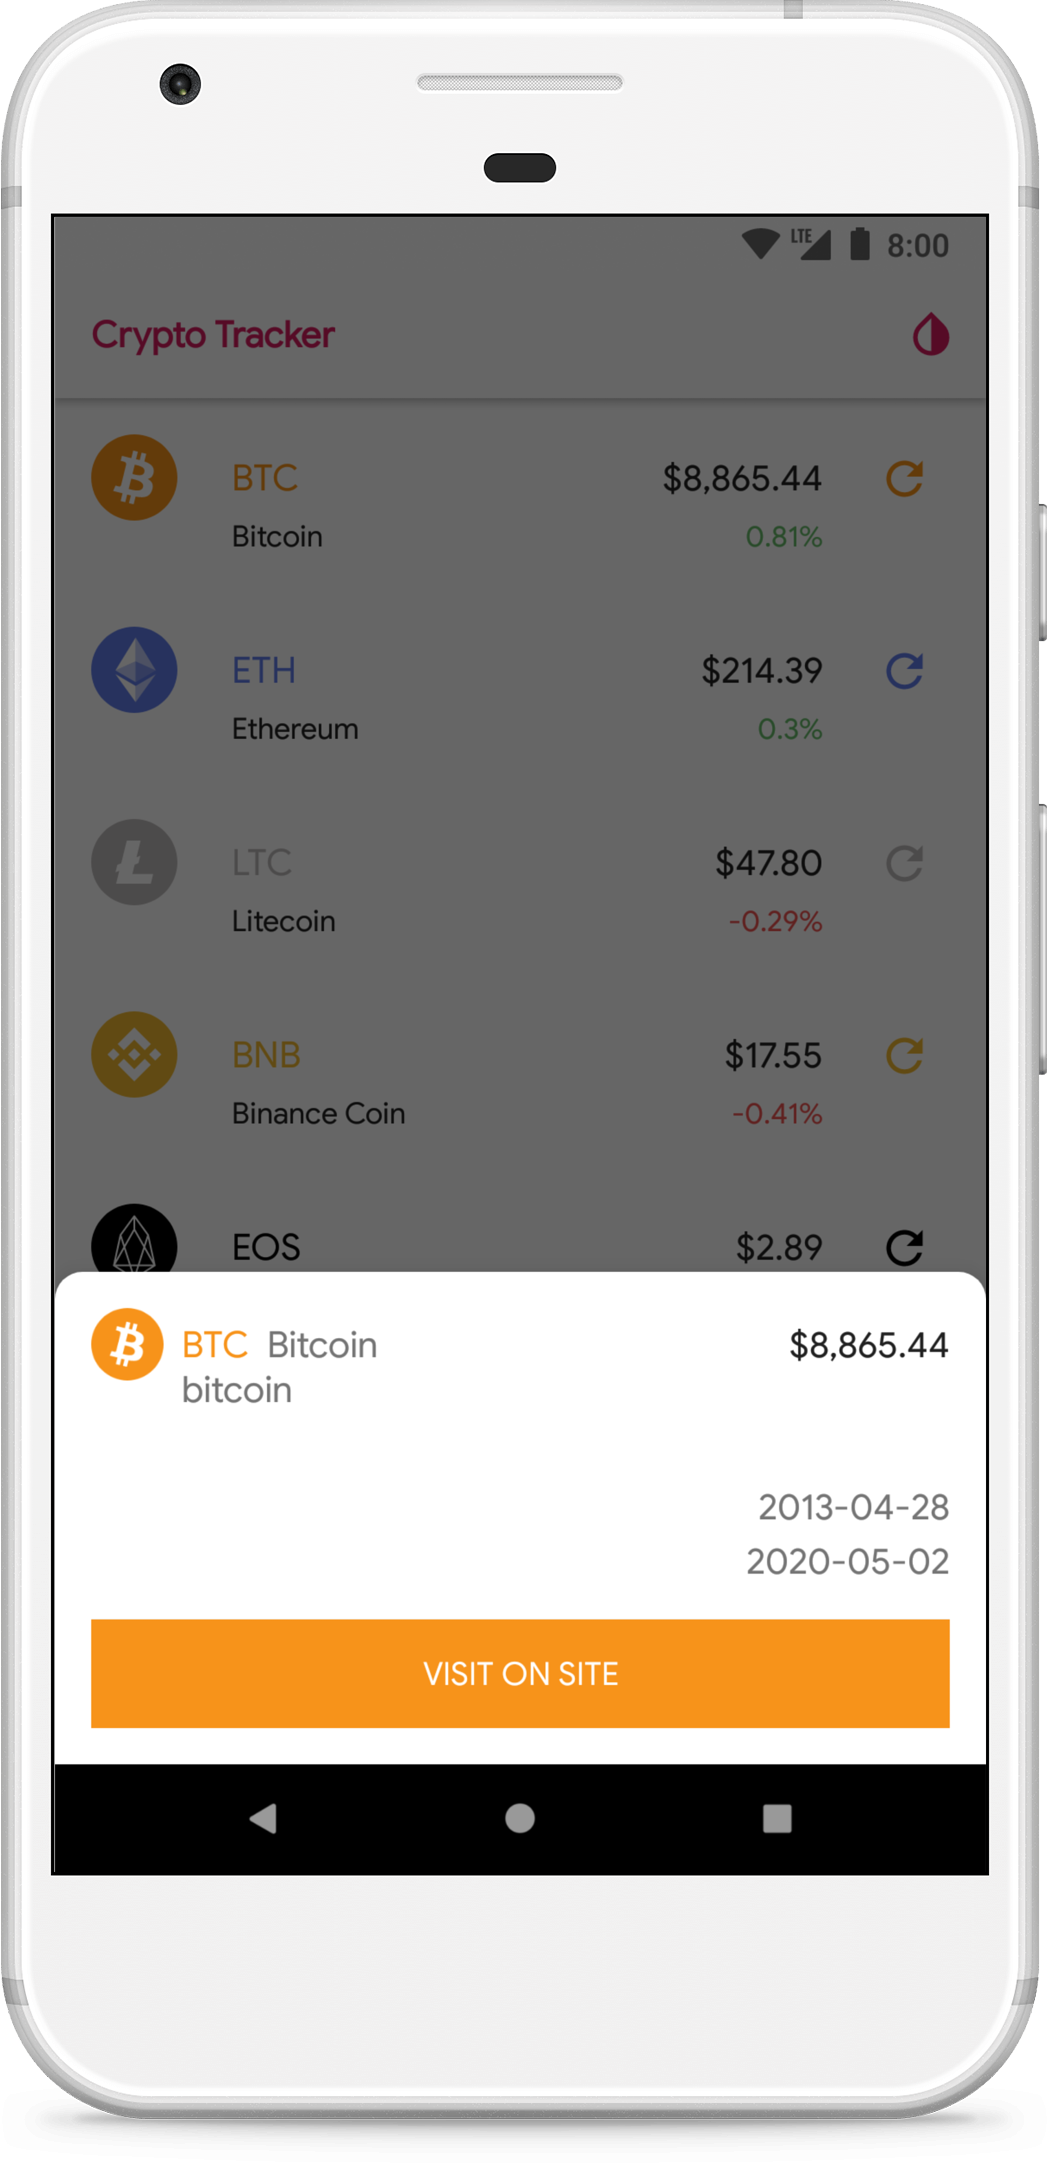 LTE 8:00
Crypto Tracker
BTC $8,865.44
Bitcoin 0.81%
ETH $214.39
Ethereum 0.3%
LTC $47.80
Litecoin -0.29%
BNB $17.55
Binance Coin -0.41%
EOS $2.89
BTC Bitcoin $8,865.44
bitcoin
2013-04-28
2020-05-02
VISIT ON SITE